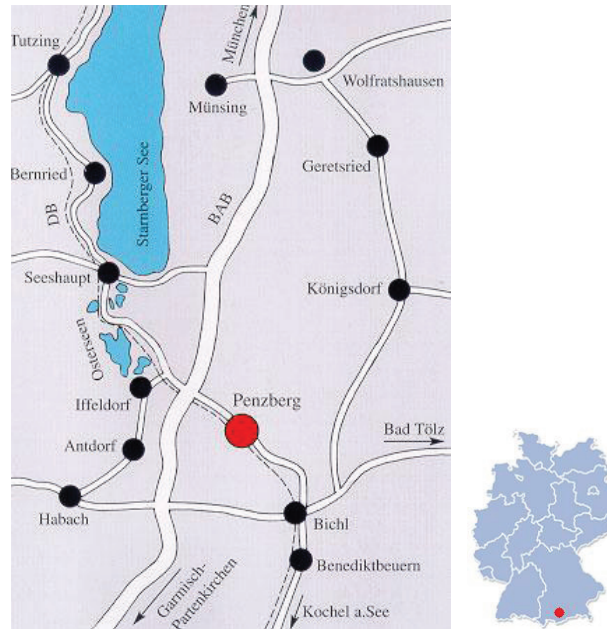 München
Tutzing
Wolfratshausen
Münsing
Starnberger See
Geretsried
Bernried
DB
BAB
Seeshaupt
Königsdorf
Osterseen
Iffeldorf
Penzberg
Antdorf
Bad Tölz
Habach
Bichl
Benediktbeuern
Garmisch-
Partenkirchen
Kochel a.See